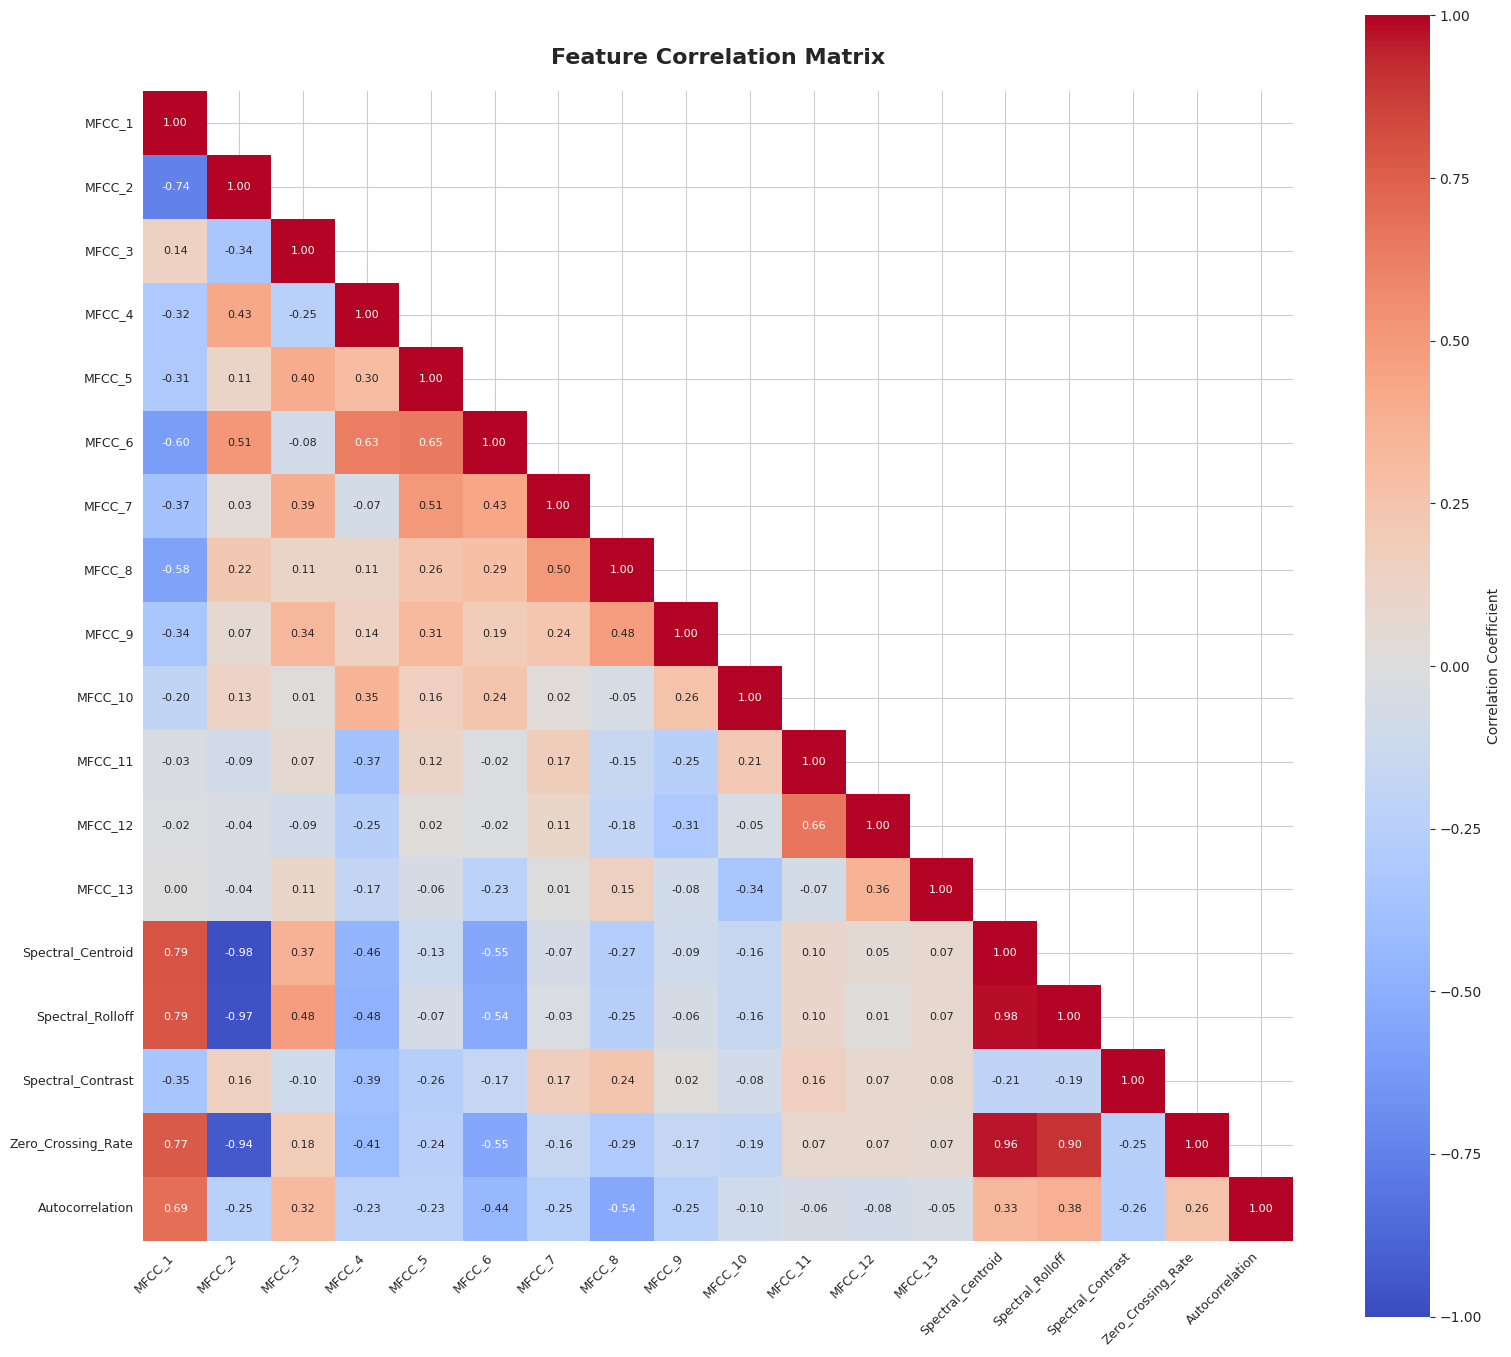 Feature Correlation Matrix
MFCC_1 1.00
MFCC_2 -0.74 1.00
MFCC_3 0.14 -0.34 1.00
MFCC_4 -0.32 0.43 -0.25 1.00
MFCC_5 -0.31 0.11 0.40 0.30 1.00
MFCC_6 -0.60 0.51 -0.08 0.63 0.65 1.00
MFCC_7 -0.37 0.03 0.39 -0.07 0.51 0.43 1.00
MFCC_8 -0.58 0.22 0.11 0.11 0.26 0.29 0.50 1.00
MFCC_9 -0.34 0.07 0.34 0.14 0.31 0.19 0.24 0.48 1.00
MFCC_10 -0.20 0.13 0.01 0.35 0.16 0.24 0.02 -0.05 0.26 1.00
MFCC_11 -0.03 -0.09 0.07 -0.37 0.12 -0.02 0.17 -0.15 -0.25 0.21 1.00
MFCC_12 -0.02 -0.04 -0.09 -0.25 0.02 -0.02 0.11 -0.18 -0.31 -0.05 0.66 1.00
MFCC_13 0.00 -0.04 0.11 -0.17 -0.06 -0.23 0.01 0.15 -0.08 -0.34 -0.07 0.36 1.00
Spectral_Centroid 0.79 -0.98 0.37 -0.46 -0.13 -0.55 -0.07 -0.27 -0.09 -0.16 0.10 0.05 0.07 1.00
Spectral_Rolloff 0.79 -0.97 0.48 -0.48 -0.07 -0.54 -0.03 -0.25 -0.06 -0.16 0.10 0.01 0.07 0.98 1.00
Spectral_Contrast -0.35 0.16 -0.10 -0.39 -0.26 -0.17 0.17 0.24 0.02 -0.08 0.16 0.07 0.08 -0.21 -0.19 1.00
Zero_Crossing_Rate 0.77 -0.94 0.18 -0.41 -0.24 -0.55 -0.16 -0.29 -0.17 -0.19 0.07 0.07 0.07 0.96 0.90 -0.25 1.00
Autocorrelation 0.69 -0.25 0.32 -0.23 -0.23 -0.44 -0.25 -0.54 -0.25 -0.10 -0.06 -0.08 -0.05 0.33 0.38 -0.26 0.26 1.00
MFCC_1 MFCC_2 MFCC_3 MFCC_4 MFCC_5 MFCC_6 MFCC_7 MFCC_8 MFCC_9 MFCC_10 MFCC_11 MFCC_12 MFCC_13 Spectral_Centroid Spectral_Rolloff Spectral_Contrast Zero_Crossing_Rate Autocorrelation
1.00
0.75
0.50
0.25
0.00
−0.25
−0.50
−0.75
−1.00
Correlation Coefficient